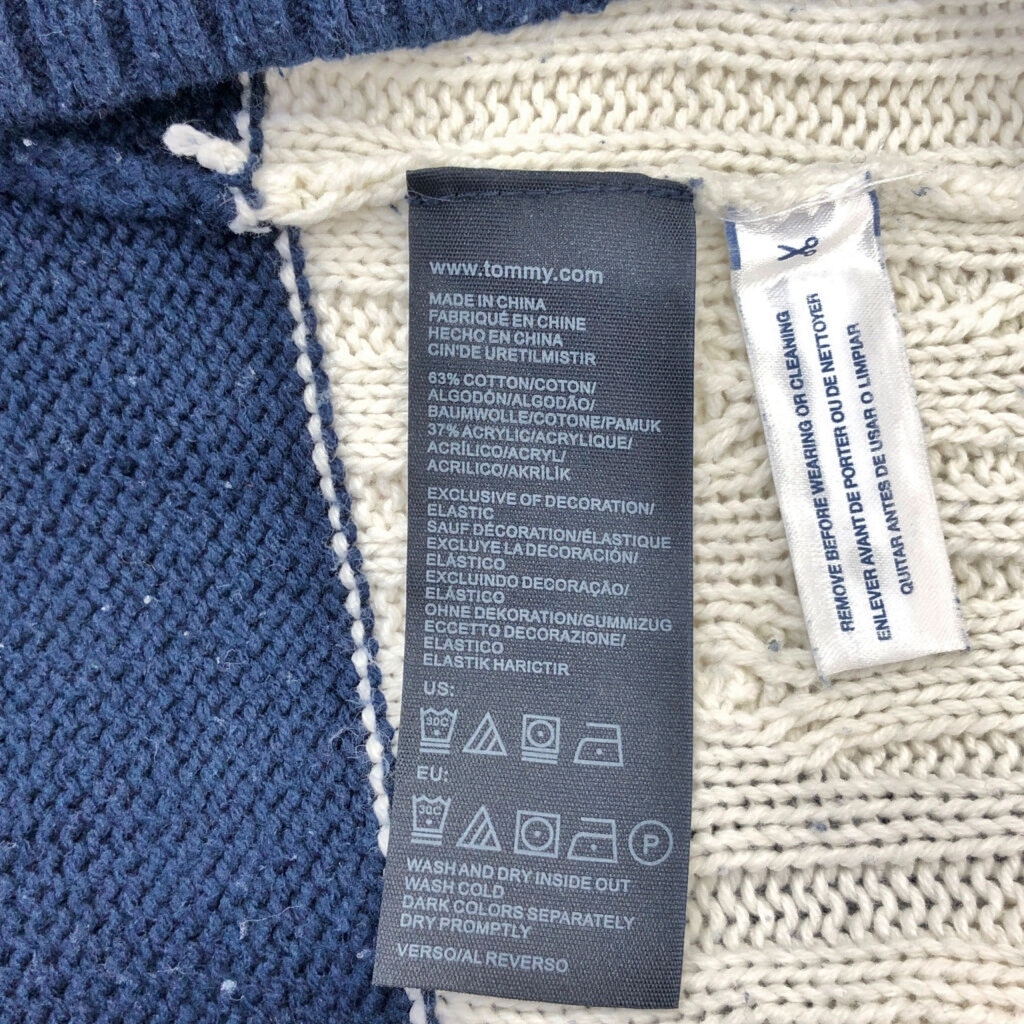 www.tommy.com
MADE IN CHINA
FABRIQUÉ EN CHINE
HECHO EN CHINA
CIN'DE URETILMISTIR
63% COTTON/COTON/
ALGODÓN/ALGODÃO/
BAUMWOLLE/COTONE/PAMUK
37% ACRYLIC/ACRYLIQUE/
ACRÍLICO/ACRYL/
ACRILICO/AKRİLİK
EXCLUSIVE OF DECORATION/
ELASTIC
SAUF DÉCORATION/ÉLASTIQUE
EXCLUYE LA DECORACIÓN/
ELÁSTICO
EXCLUINDO DECORAÇÃO/
ELÁSTICO
OHNE DEKORATION/GUMMIZUG
ECCETTO DECORAZIONE/
ELASTICO
ELASTIK HARICTIR
US:
30C
EU:
30C
P
WASH AND DRY INSIDE OUT
WASH COLD
DARK COLORS SEPARATELY
DRY PROMPTLY
VERSO/AL REVERSO
REMOVE BEFORE WEARING OR CLEANING
ENLEVER AVANT DE PORTER OU DE NETTOYER
QUITAR ANTES DE USAR O LIMPIAR